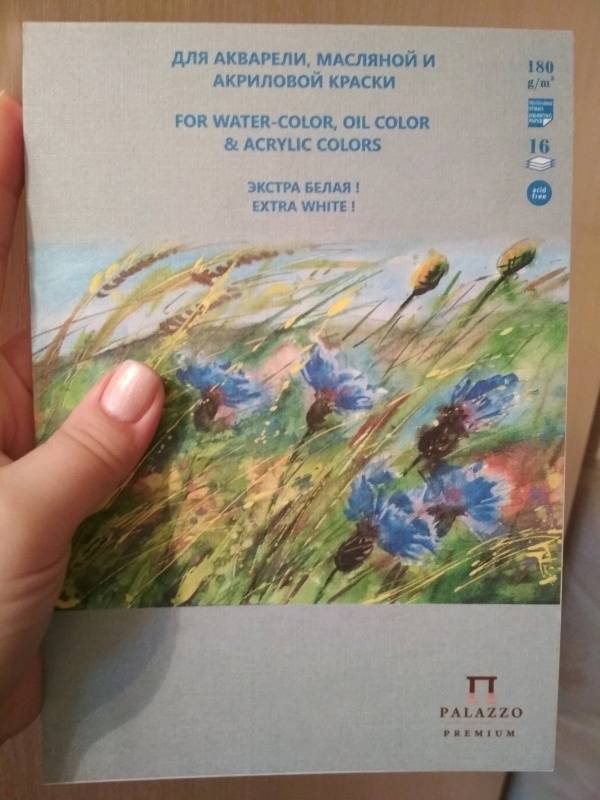 ДЛЯ АКВАРЕЛИ, МАСЛЯНОЙ И
АКРИЛОВОЙ КРАСКИ
FOR WATER-COLOR, OIL COLOR
& ACRYLIC COLORS
ЭКСТРА БЕЛАЯ !
EXTRA WHITE !
180
g/m²
16
acid
free
PALAZZO
PREMIUM